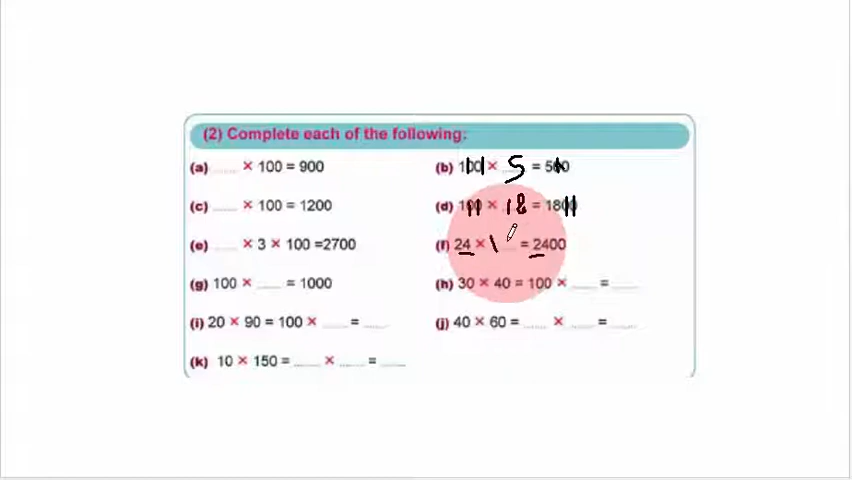 (2) Complete each of the following:
(a) ...... × 100 = 900
(b) 100 × 5 = 500
(c) ...... × 100 = 1200
(d) 100 × 18 = 1800
(e) ...... × 3 × 100 =2700
(f) 24 × 1 = 2400
(g) 100 × ...... = 1000
(h) 30 × 40 = 100 × ...... = ......
(i) 20 × 90 = 100 × ...... = ......
(j) 40 × 60 = ...... × ...... = ......
(k) 10 × 150 = ...... × ...... = ......